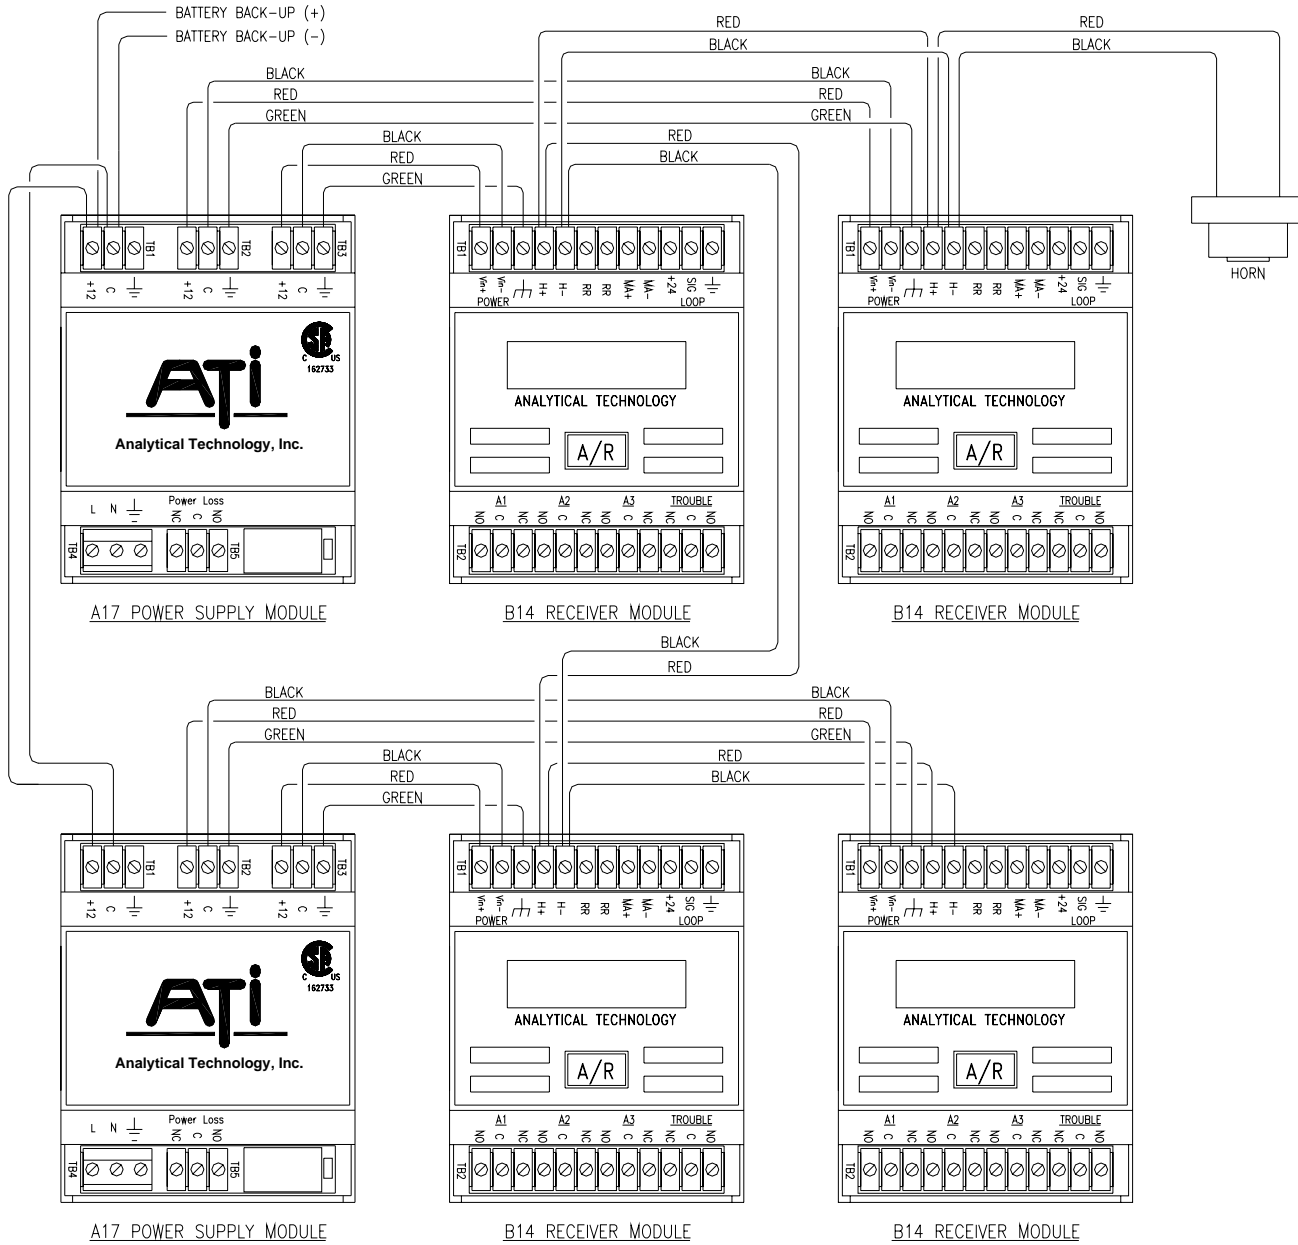 BATTERY BACK-UP (+)
BATTERY BACK-UP (-)
RED
RED
BLACK
BLACK
BLACK
BLACK
RED
RED
GREEN
GREEN
BLACK
RED
RED
BLACK
GREEN
HORN
TB1
TB2
TB3
+12 C
+12 C
+12 C
TB1
Vin+ Vin- H+ H- RR RR MA+ MA- +24 SIG
POWER LOOP
TB1
Vin+ Vin- H+ H- RR RR MA+ MA- +24 SIG
POWER LOOP
ATi
Analytical Technology, Inc.
C US
162733
ANALYTICAL TECHNOLOGY
A/R
ANALYTICAL TECHNOLOGY
A/R
L N
Power Loss
NC C NO
TB4
TB5
A1 A2 A3 TROUBLE
NO C NC NO C NC NO C NC NC C NO
TB2
A1 A2 A3 TROUBLE
NO C NC NO C NC NO C NC NC C NO
TB2
A17 POWER SUPPLY MODULE
B14 RECEIVER MODULE
B14 RECEIVER MODULE
BLACK
RED
BLACK
BLACK
RED
RED
GREEN
GREEN
BLACK
RED
RED
BLACK
GREEN
TB1
TB2
TB3
+12 C
+12 C
+12 C
TB1
Vin+ Vin- H+ H- RR RR MA+ MA- +24 SIG
POWER LOOP
TB1
Vin+ Vin- H+ H- RR RR MA+ MA- +24 SIG
POWER LOOP
ATi
Analytical Technology, Inc.
C US
162733
ANALYTICAL TECHNOLOGY
A/R
ANALYTICAL TECHNOLOGY
A/R
L N
Power Loss
NC C NO
TB4
TB5
A1 A2 A3 TROUBLE
NO C NC NO C NC NO C NC NC C NO
TB2
A1 A2 A3 TROUBLE
NO C NC NO C NC NO C NC NC C NO
TB2
A17 POWER SUPPLY MODULE
B14 RECEIVER MODULE
B14 RECEIVER MODULE